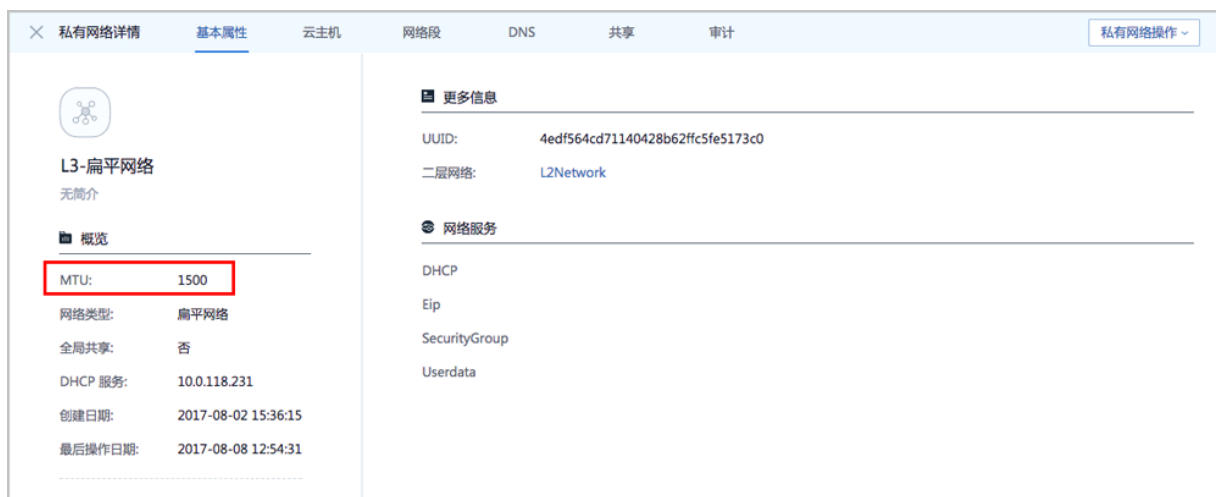 私有网络详情 基本属性 云主机 网络段 DNS 共享 审计 私有网络操作
L3-扁平网络
无简介
概览
MTU: 1500
网络类型: 扁平网络
全局共享: 否
DHCP 服务: 10.0.118.231
创建日期: 2017-08-02 15:36:15
最后操作日期: 2017-08-08 12:54:31
更多信息
UUID: 4edf564cd71140428b62ffc5fe5173c0
二层网络: L2Network
网络服务
DHCP
Eip
SecurityGroup
Userdata